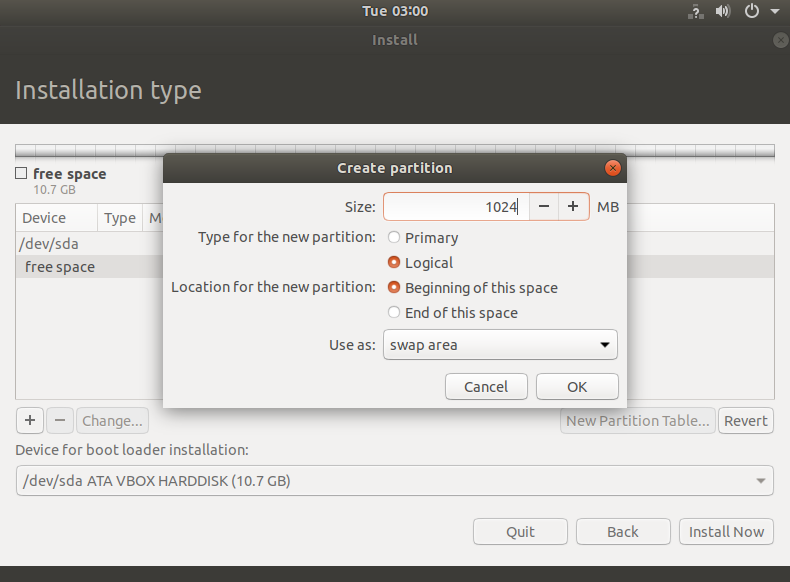 Tue 03:00
Install
Installation type
free space
10.7 GB
Create partition
Size: 1024 MB
Type for the new partition: Primary
Logical
Location for the new partition: Beginning of this space
End of this space
Use as: swap area
Cancel OK
Device Type
/dev/sda
free space
+ − Change... New Partition Table... Revert
Device for boot loader installation:
/dev/sda ATA VBOX HARDDISK (10.7 GB)
Quit Back Install Now